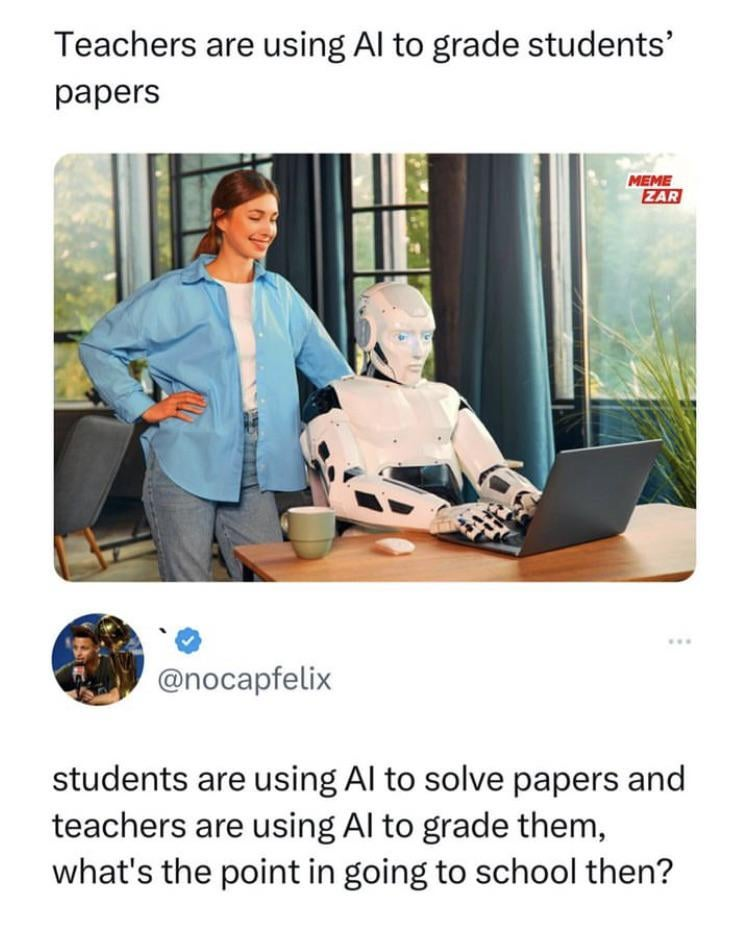 Teachers are using AI to grade students’
papers
MEME
ZAR
`
@nocapfelix
students are using AI to solve papers and
teachers are using AI to grade them,
what's the point in going to school then?